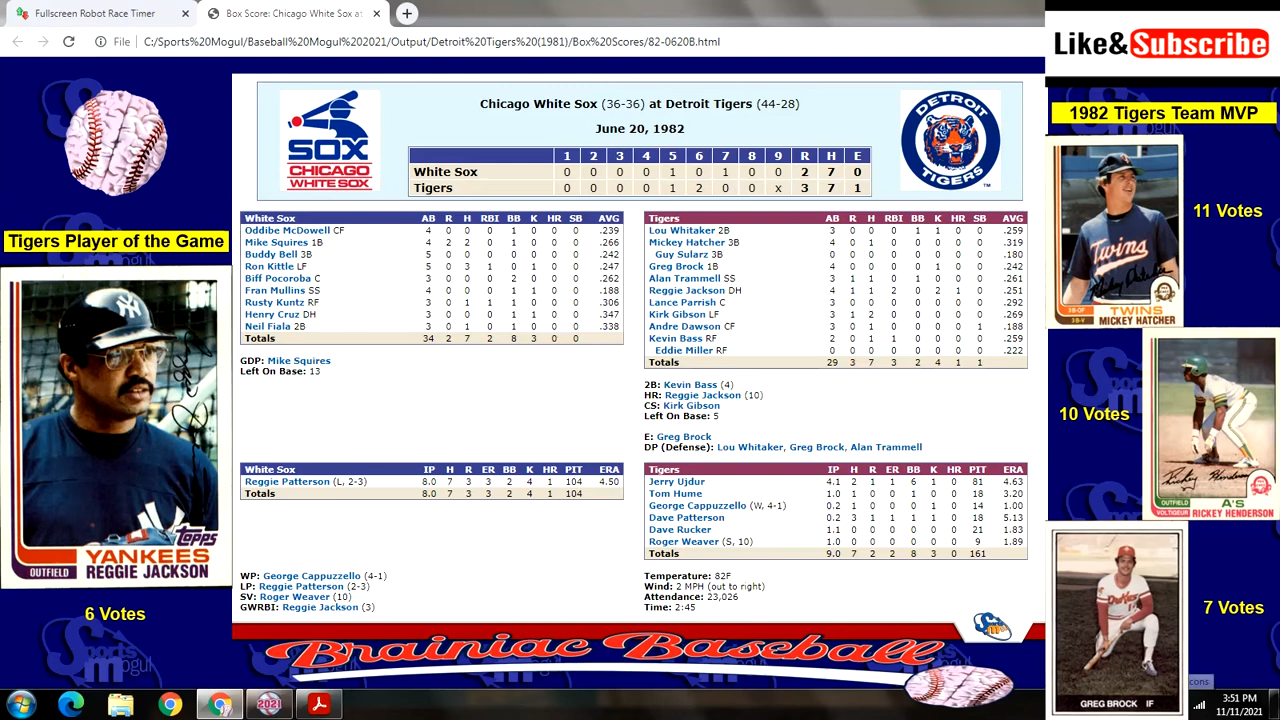 Fullscreen Robot Race Timer
Box Score: Chicago White Sox at
File C:/Sports%20Mogul/Baseball%20Mogul%202021/Output/Detroit%20Tigers%20(1981)/Box%20Scores/82-0620B.html
Like& Subscribe
Chicago White Sox (36-36) at Detroit Tigers (44-28)
June 20, 1982
SOX
CHICAGO
WHITE SOX
DETROIT
TIGERS
1 2 3 4 5 6 7 8 9 R H E
White Sox 0 0 0 0 1 0 1 0 0 2 7 0
Tigers 0 0 0 0 1 2 0 0 x 3 7 1
Tigers Player of the Game
YANKEES
OUTFIELD REGGIE JACKSON
topps
6 Votes
White Sox AB R H RBI BB K HR SB AVG
Oddibe McDowell CF 4 0 0 0 1 0 0 0 .239
Mike Squires 1B 4 2 2 0 1 0 0 0 .266
Buddy Bell 3B 5 0 0 0 0 0 0 0 .242
Ron Kittle LF 5 0 3 1 0 1 0 0 .247
Biff Pocoroba C 3 0 0 0 2 0 0 0 .262
Fran Mullins SS 4 0 0 0 1 1 0 0 .188
Rusty Kuntz RF 3 0 1 1 1 0 0 0 .306
Henry Cruz DH 3 0 0 0 1 1 0 0 .347
Neil Fiala 2B 3 0 1 0 1 0 0 0 .338
Totals 34 2 7 2 8 3 0 0
GDP: Mike Squires
Left On Base: 13
Tigers AB R H RBI BB K HR SB AVG
Lou Whitaker 2B 3 0 0 0 1 1 0 0 .259
Mickey Hatcher 3B 4 0 1 0 0 0 0 0 .319
Guy Sularz 3B 0 0 0 0 0 0 0 0 .180
Greg Brock 1B 4 0 0 0 0 1 0 0 .242
Alan Trammell SS 3 1 1 0 1 0 0 0 .261
Reggie Jackson DH 4 1 1 2 0 2 1 0 .251
Lance Parrish C 3 0 0 0 0 0 0 0 .292
Kirk Gibson LF 3 1 2 0 0 0 0 0 .269
Andre Dawson CF 3 0 1 0 0 0 0 1 .188
Kevin Bass RF 2 0 1 1 0 0 0 0 .259
Eddie Miller RF 0 0 0 0 0 0 0 0 .222
Totals 29 3 7 3 2 4 1 1
2B: Kevin Bass (4)
HR: Reggie Jackson (10)
CS: Kirk Gibson
Left On Base: 5
E: Greg Brock
DP (Defense): Lou Whitaker, Greg Brock, Alan Trammell
White Sox IP H R ER BB K HR PIT ERA
Reggie Patterson (L, 2-3) 8.0 7 3 3 2 4 1 104 4.50
Totals 8.0 7 3 3 2 4 1 104
Tigers IP H R ER BB K HR PIT ERA
Jerry Ujdur 4.1 2 1 1 6 1 0 81 4.63
Tom Hume 1.0 1 0 0 1 0 0 18 3.20
George Cappuzzello (W, 4-1) 0.2 1 0 0 0 1 0 14 1.00
Dave Patterson 0.2 3 1 1 1 1 0 18 5.13
Dave Rucker 1.1 0 0 0 0 0 0 21 1.83
Roger Weaver (S, 10) 1.0 0 0 0 0 0 0 9 1.89
Totals 9.0 7 2 2 8 3 0 161
WP: George Cappuzzello (4-1)
LP: Reggie Patterson (2-3)
SV: Roger Weaver (10)
GWRBI: Reggie Jackson (3)
Temperature: 82F
Wind: 2 MPH (out to right)
Attendance: 23,026
Time: 2:45
Brainiac Baseball
1982 Tigers Team MVP
Twins
3B-OF
3B-V
TWINS
MICKEY HATCHER
11 Votes
10 Votes
OUTFIELD
VOLTIGEUR
A'S
RICKEY HENDERSON
7 Votes
GREG BROCK IF
Sports
Mogul
cons
2021
3:51 PM
11/11/2021